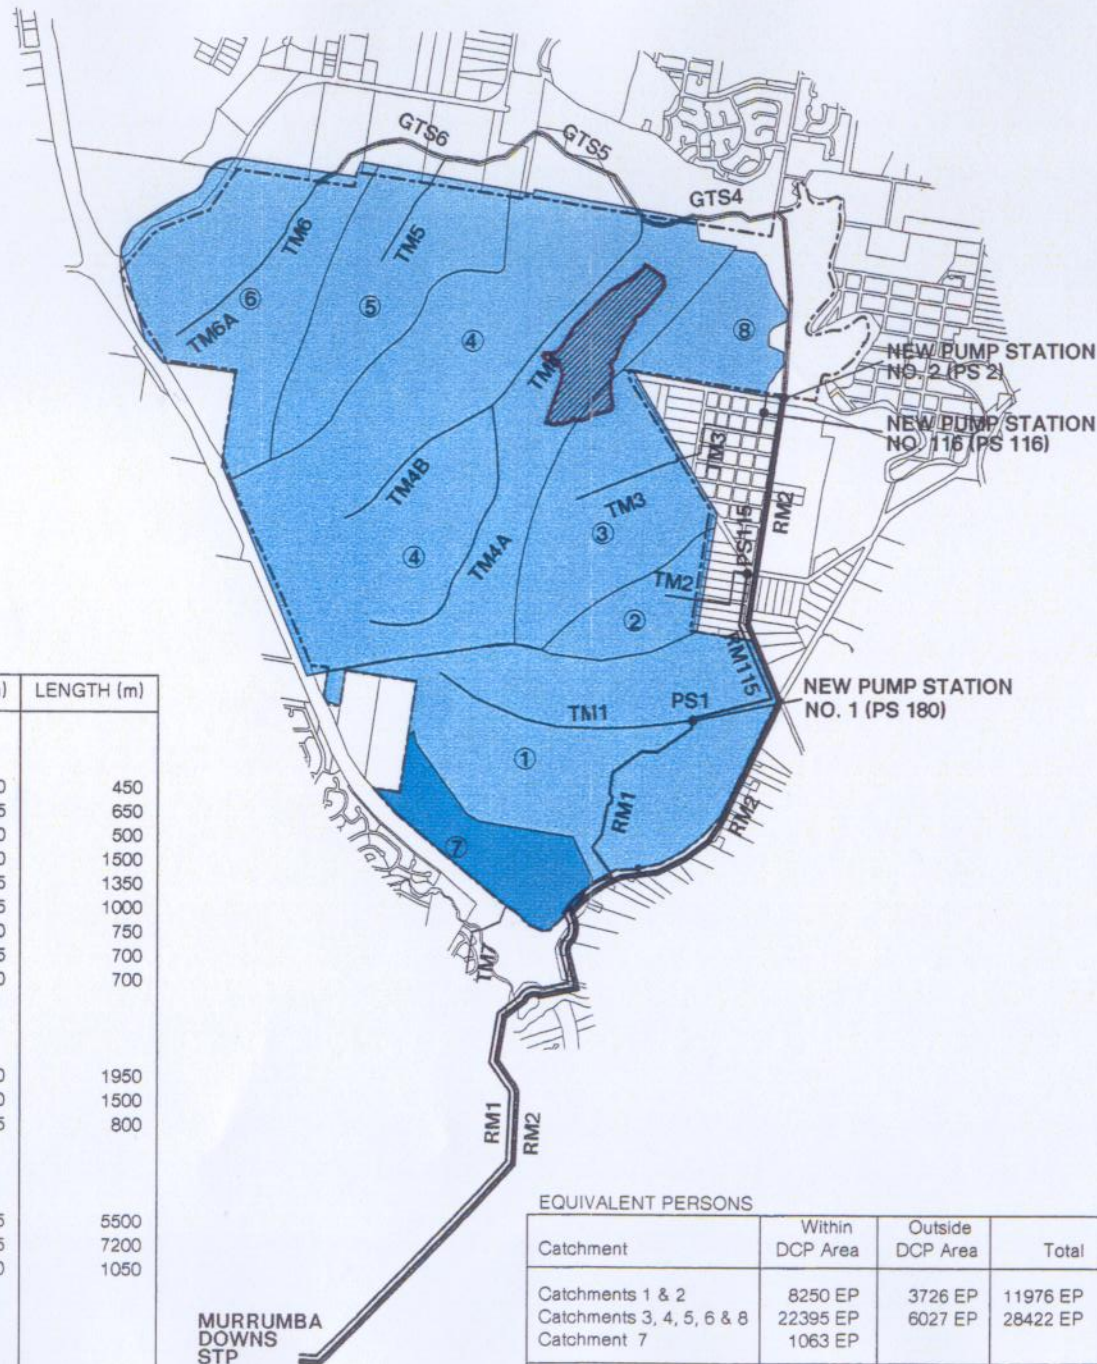 GTS6
GTS5
GTS4
TM6
TM5
TM6A
⑥
⑤
④
⑧
NEW PUMP STATION
NO. 2 (PS 2)
NEW PUMP STATION
NO. 116 (PS 116)
TM3
RM2
TM4B
TM3
③
PS115
④
TM4A
TM2
②
RM115
NEW PUMP STATION
NO. 1 (PS 180)
PS1
TM1
①
RM1
RM2
⑦
TM7
RM1
RM2
MURRUMBA
DOWNS
STP
LENGTH (m)
450
650
500
1500
1350
1000
750
700
700
1950
1500
800
5500
7200
1050
EQUIVALENT PERSONS
Catchment Within DCP Area Outside DCP Area Total
Catchments 1 & 2 8250 EP 3726 EP 11976 EP
Catchments 3, 4, 5, 6 & 8 22395 EP 6027 EP 28422 EP
Catchment 7 1063 EP